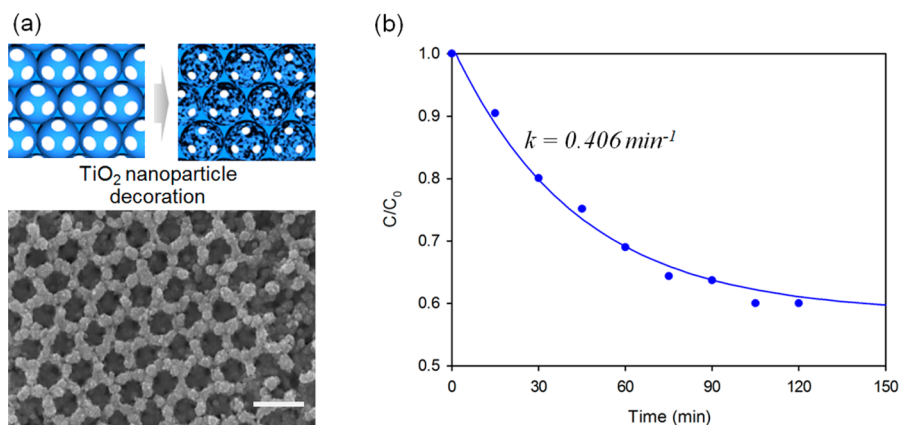 (a)
TiO₂ nanoparticle
decoration
(b)
1.0
0.9
0.8
0.7
0.6
0.5
C/C₀
k = 0.406 min⁻¹
0
30
60
90
120
150
Time (min)